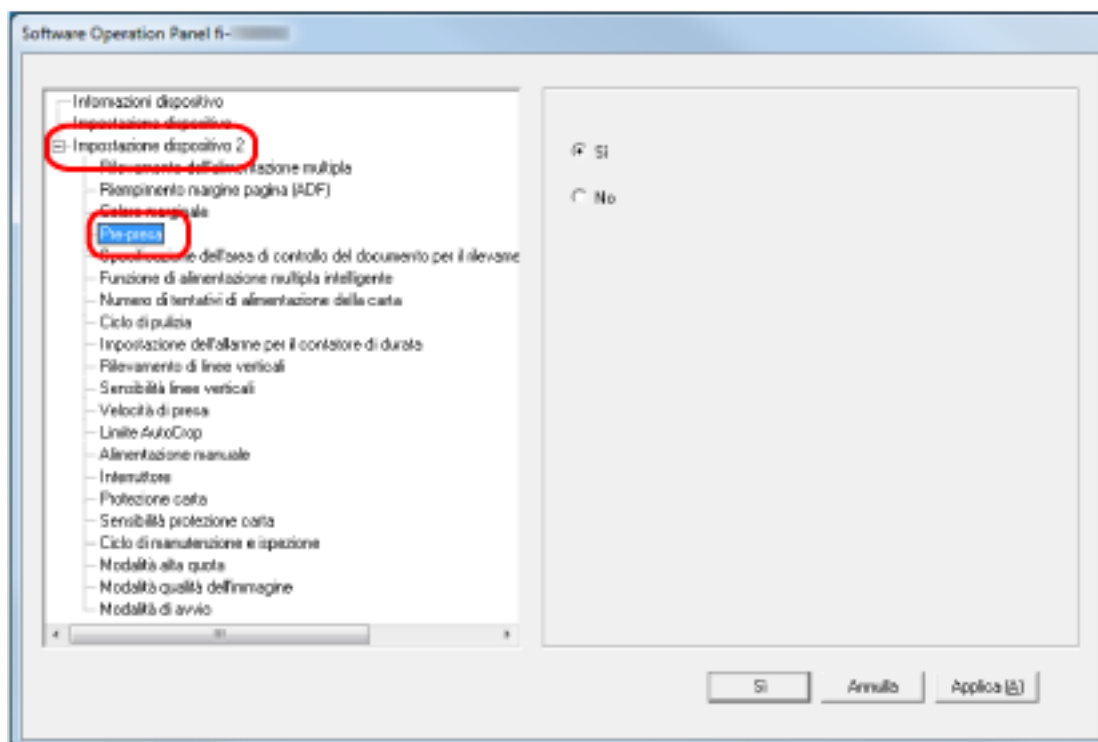 Software Operation Panel fi-
Informazioni dispositivo
Impostazione dispositivo
Impostazione dispositivo 2
Rilevamento dell'alimentazione multipla
Riempimento margine pagina (ADF)
Colore marginale
Pre-presa
Specificazione dell'area di controllo del documento per il rilevame
Funzione di alimentazione multipla intelligente
Numero di tentativi di alimentazione della carta
Ciclo di pulizia
Impostazione dell'allarme per il contatore di durata
Rilevamento di linee verticali
Sensibilità linee verticali
Velocità di presa
Limite AutoCrop
Alimentazione manuale
Interruttore
Protezione carta
Sensibilità protezione carta
Ciclo di manutenzione e ispezione
Modalità alta quota
Modalità qualità dell'immagine
Modalità di avvio
Sì
No
Sì Annulla Applica (A)